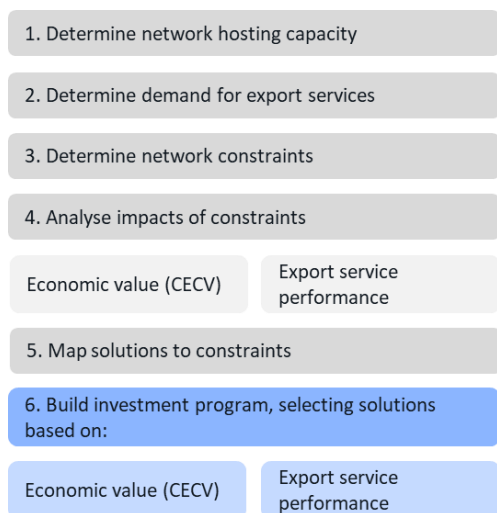 1. Determine network hosting capacity
2. Determine demand for export services
3. Determine network constraints
4. Analyse impacts of constraints
Economic value (CECV)
Export service
performance
5. Map solutions to constraints
6. Build investment program, selecting solutions
based on:
Economic value (CECV)
Export service
performance